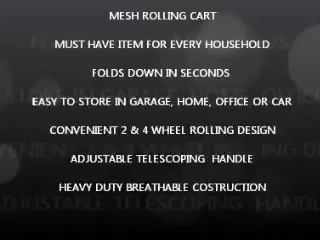 MESH ROLLING CART
MUST HAVE ITEM FOR EVERY HOUSEHOLD
FOLDS DOWN IN SECONDS
EASY TO STORE IN GARAGE, HOME, OFFICE OR CAR
CONVENIENT 2 & 4 WHEEL ROLLING DESIGN
ADJUSTABLE TELESCOPING HANDLE
HEAVY DUTY BREATHABLE COSTRUCTION